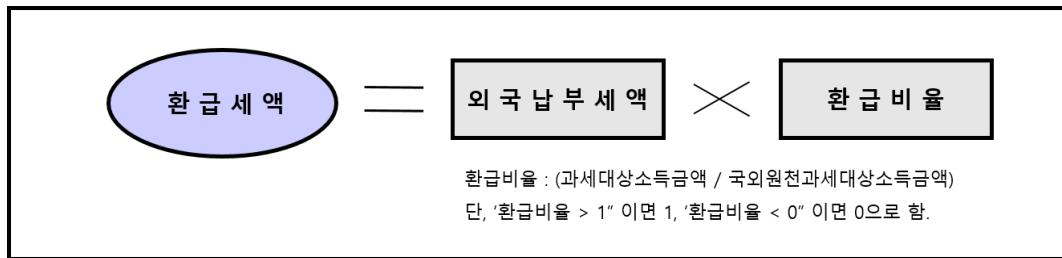 환 급 세 액
외 국 납 부 세 액
환 급 비 율
환급비율 : (과세대상소득금액 / 국외원천과세대상소득금액)
단, ‘환급비율 > 1” 이면 1, ‘환급비율 < 0” 이면 0으로 함.